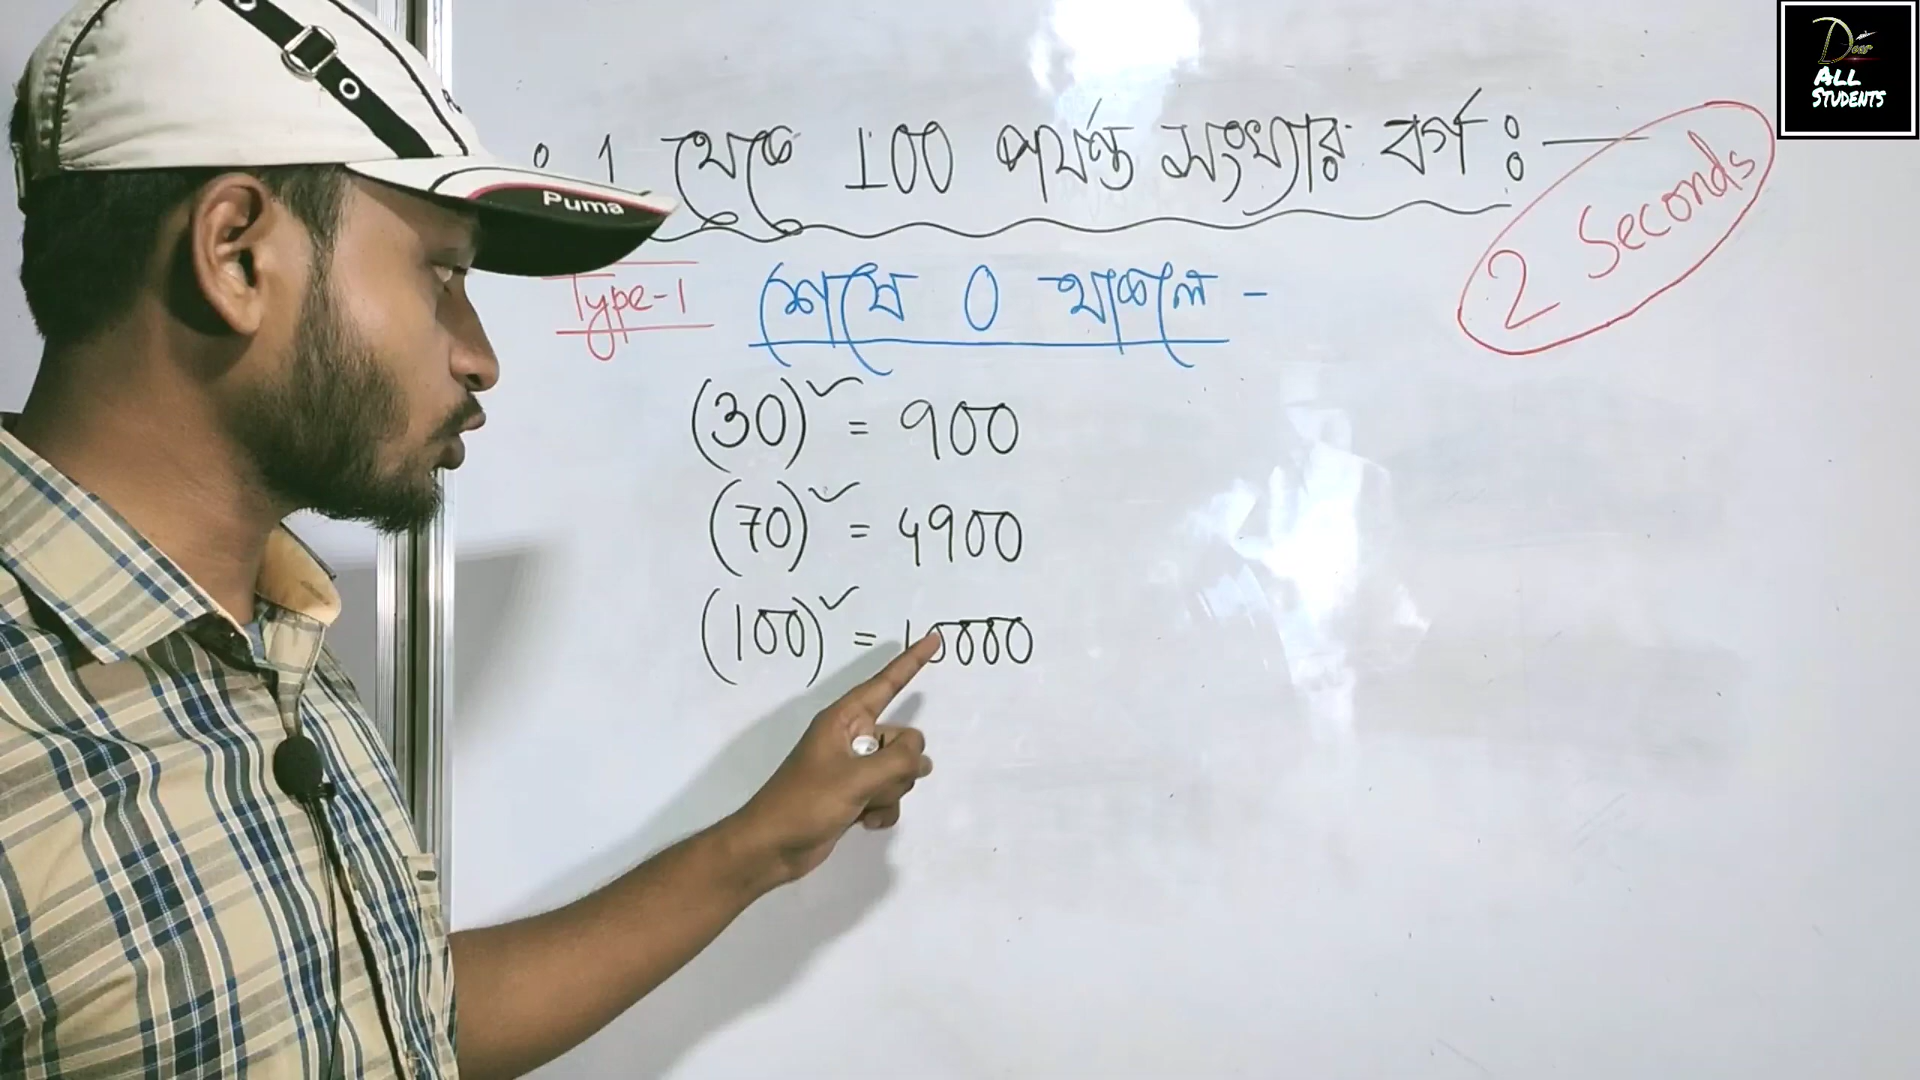 : 1 থেকে 100 পর্যন্ত সংখ্যার বর্গ :—
2 Seconds
Type-1 শেষে 0 থাকলে -
(30)² = 900
(70)² = 4900
(100)² = 10000
Puma
Dear
ALL
STUDENTS